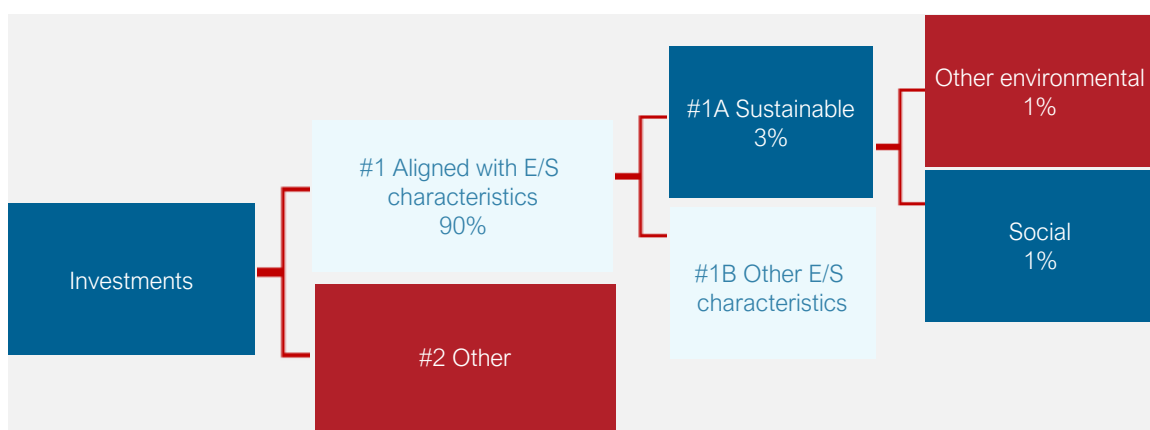 Investments
#1 Aligned with E/S
characteristics
90%
#2 Other
#1A Sustainable
3%
#1B Other E/S
characteristics
Other environmental
1%
Social
1%